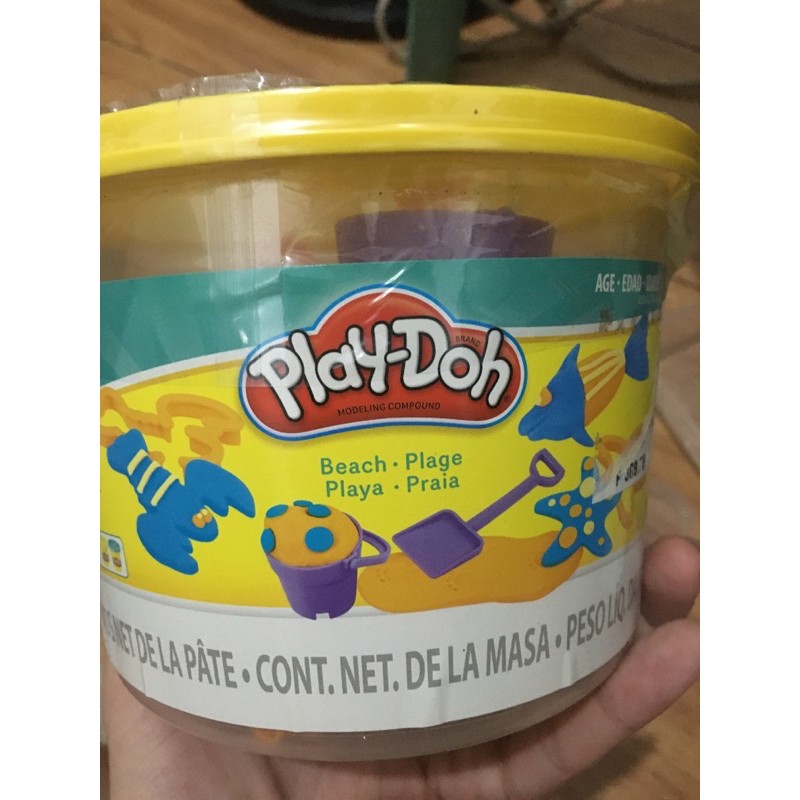 AGE · EDAD
Play-Doh
BRAND
MODELING COMPOUND
Beach · Plage
Playa · Praia
NET DE LA PÂTE · CONT. NET. DE LA MASA · PESO LÍQ.